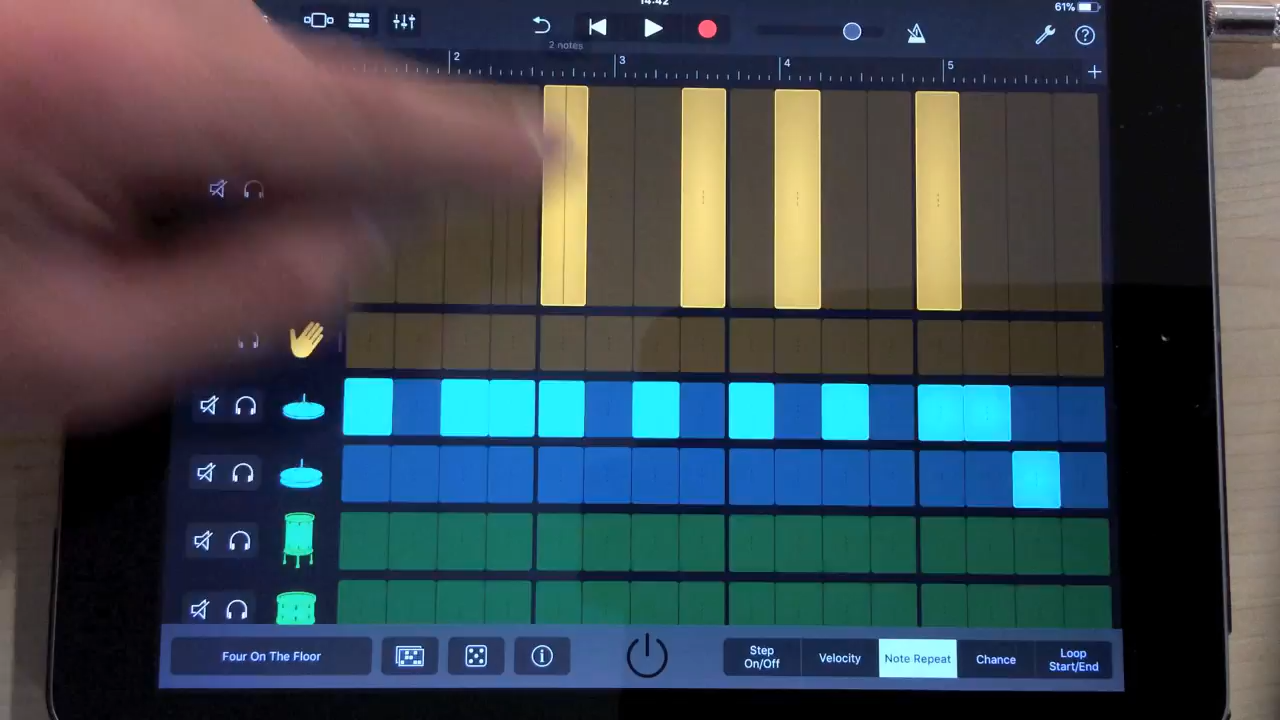 14:42
61%
2 notes
2
3
4
5
+
?
Four On The Floor
Step
On/Off
Velocity
Note Repeat
Chance
Loop
Start/End